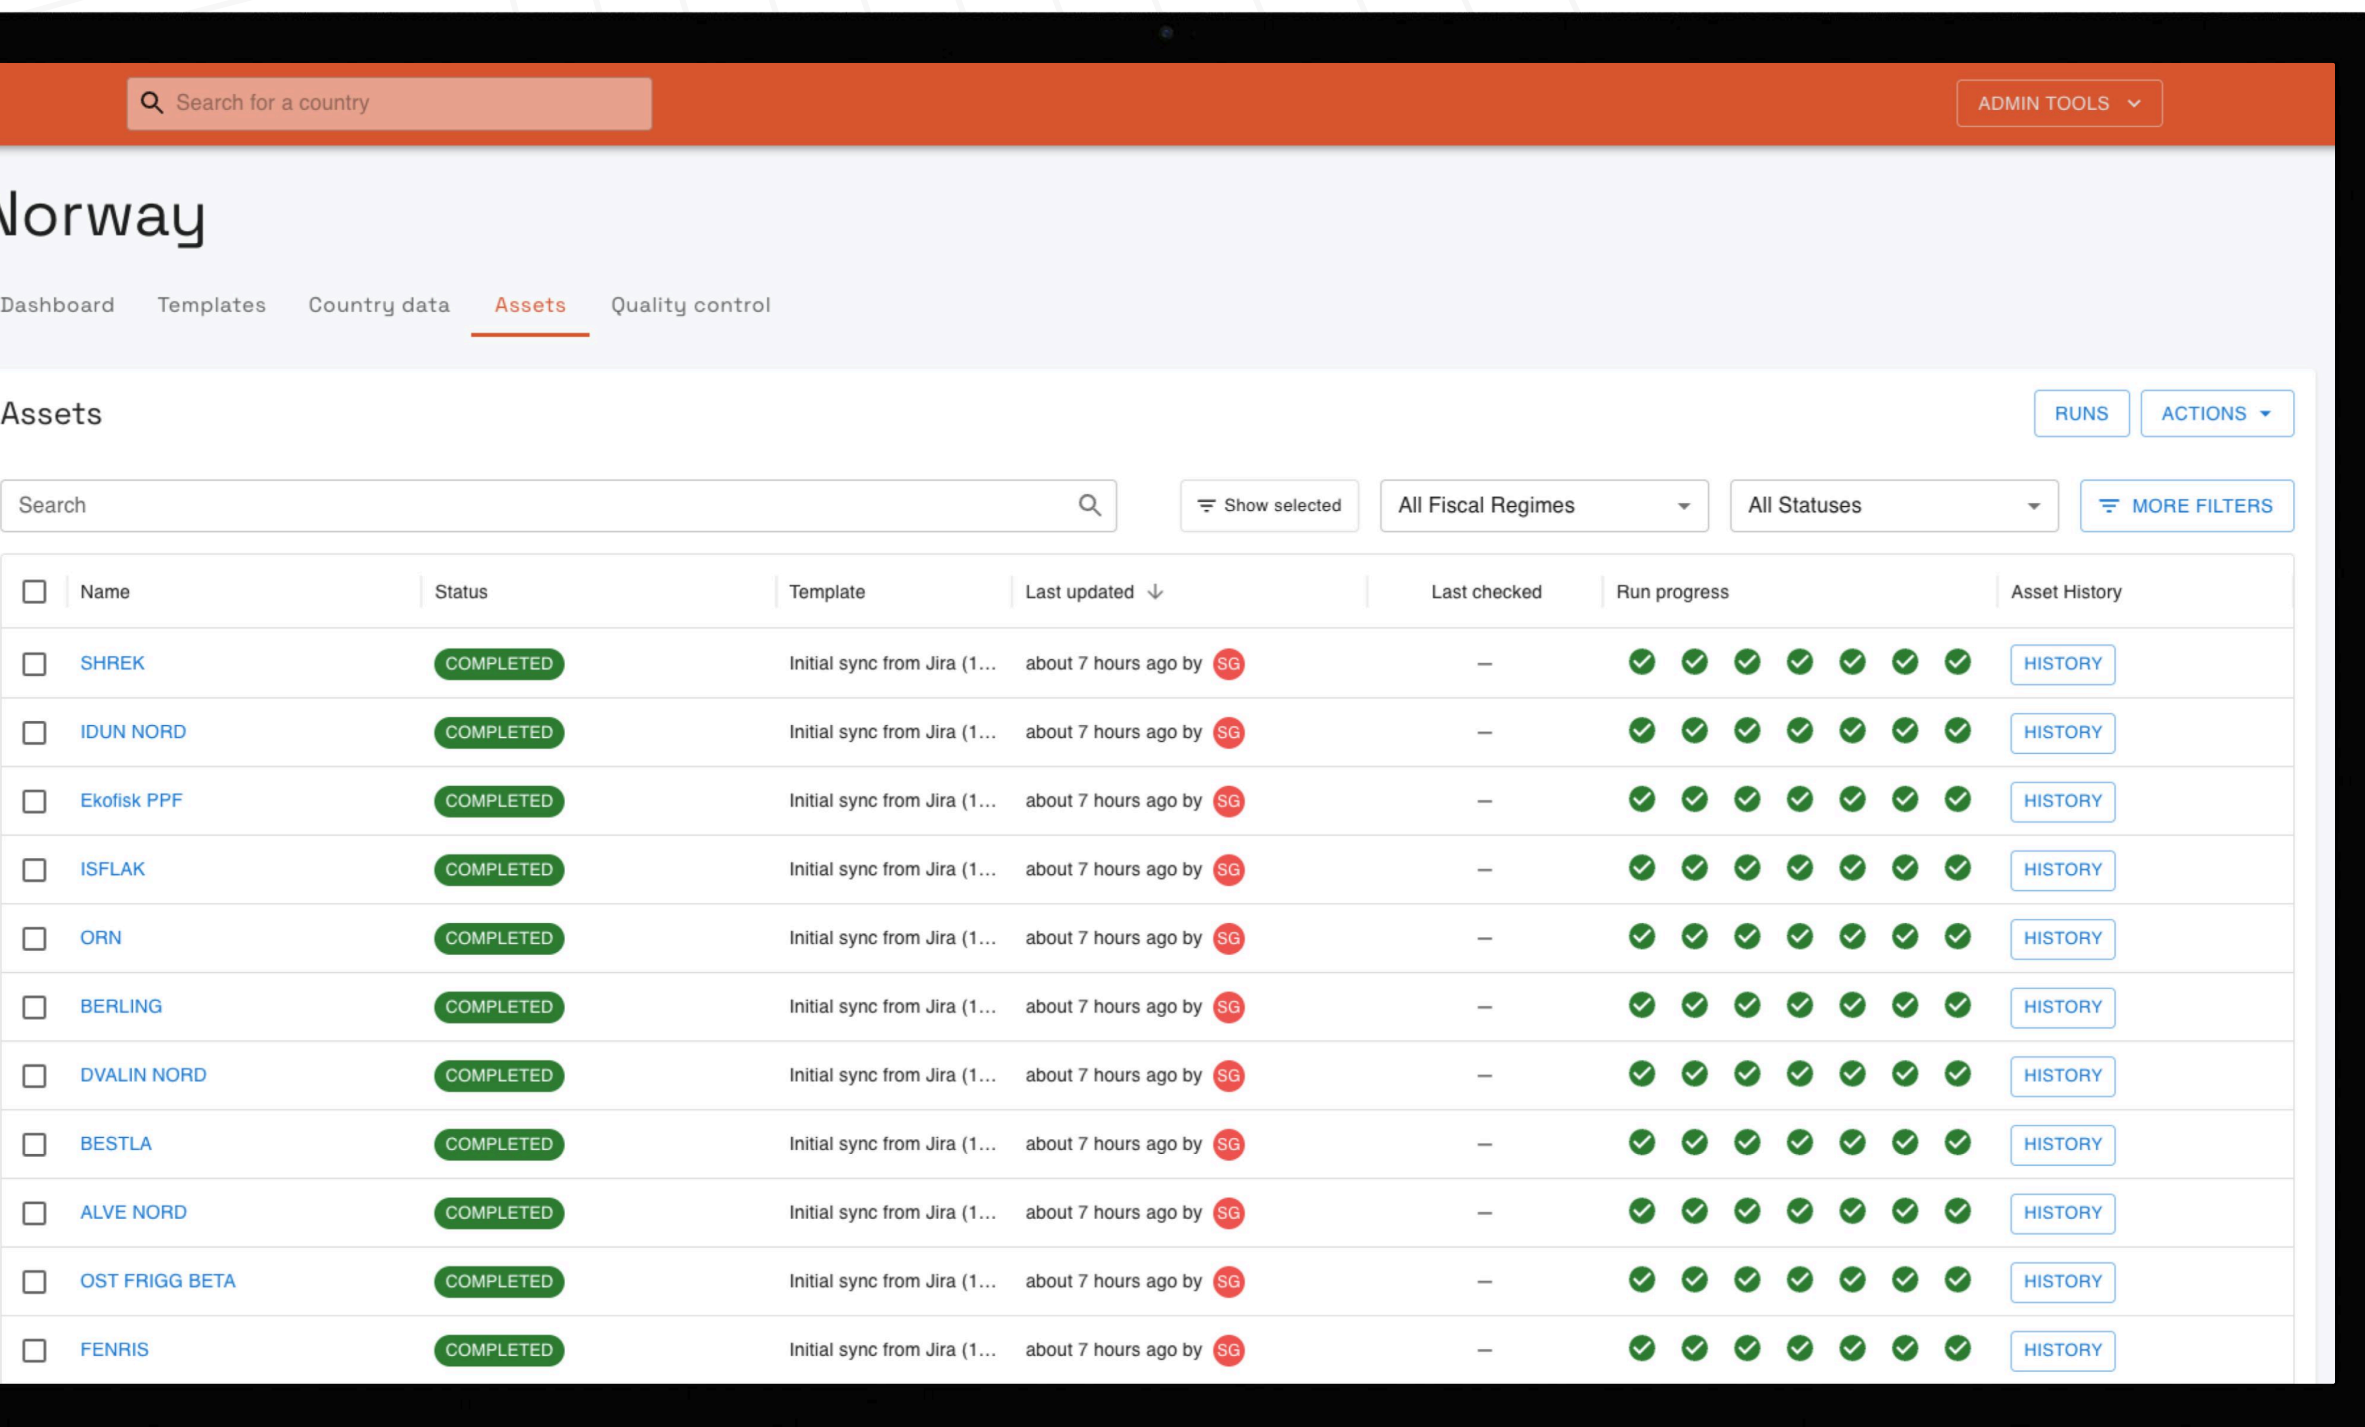 Search for a country
ADMIN TOOLS
Norway
Dashboard Templates Country data Assets Quality control
Assets
RUNS ACTIONS
Search
Show selected
All Fiscal Regimes
All Statuses
MORE FILTERS
Name Status Template Last updated Last checked Run progress Asset History
SHREK COMPLETED Initial sync from Jira (1... about 7 hours ago by SG – HISTORY
IDUN NORD COMPLETED Initial sync from Jira (1... about 7 hours ago by SG – HISTORY
Ekofisk PPF COMPLETED Initial sync from Jira (1... about 7 hours ago by SG – HISTORY
ISFLAK COMPLETED Initial sync from Jira (1... about 7 hours ago by SG – HISTORY
ORN COMPLETED Initial sync from Jira (1... about 7 hours ago by SG – HISTORY
BERLING COMPLETED Initial sync from Jira (1... about 7 hours ago by SG – HISTORY
DVALIN NORD COMPLETED Initial sync from Jira (1... about 7 hours ago by SG – HISTORY
BESTLA COMPLETED Initial sync from Jira (1... about 7 hours ago by SG – HISTORY
ALVE NORD COMPLETED Initial sync from Jira (1... about 7 hours ago by SG – HISTORY
OST FRIGG BETA COMPLETED Initial sync from Jira (1... about 7 hours ago by SG – HISTORY
FENRIS COMPLETED Initial sync from Jira (1... about 7 hours ago by SG – HISTORY